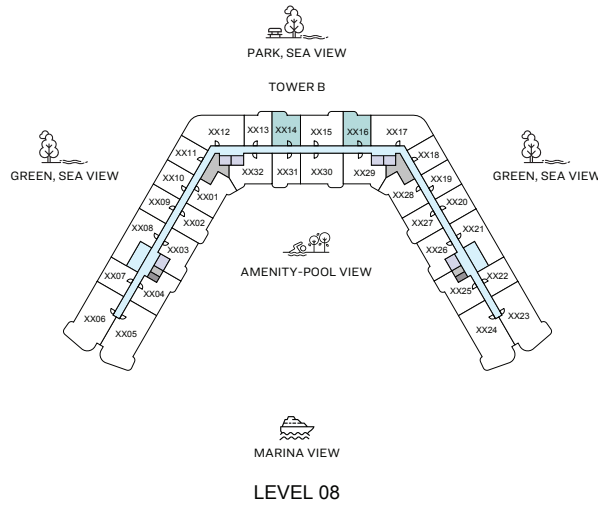 PARK, SEA VIEW
TOWER B
XX12
XX13
XX14
XX15
XX16
XX17
XX11
XX18
XX10
XX32
XX31
XX30
XX29
XX19
XX09
XX01
XX28
XX20
XX08
XX02
XX27
XX21
XX03
XX26
XX07
XX04
XX25
XX22
XX06
XX05
XX24
XX23
GREEN, SEA VIEW
GREEN, SEA VIEW
AMENITY-POOL VIEW
MARINA VIEW
LEVEL 08